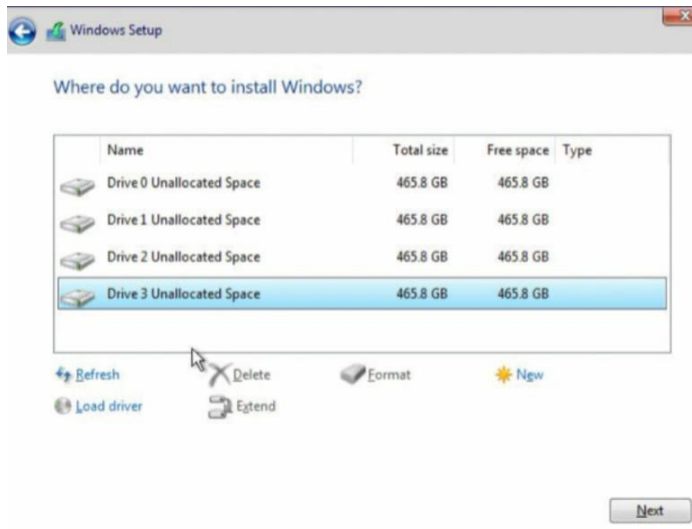 Windows Setup
Where do you want to install Windows?
Name Total size Free space Type
Drive 0 Unallocated Space 465.8 GB 465.8 GB
Drive 1 Unallocated Space 465.8 GB 465.8 GB
Drive 2 Unallocated Space 465.8 GB 465.8 GB
Drive 3 Unallocated Space 465.8 GB 465.8 GB
Refresh Delete Format New
Load driver Extend
Next